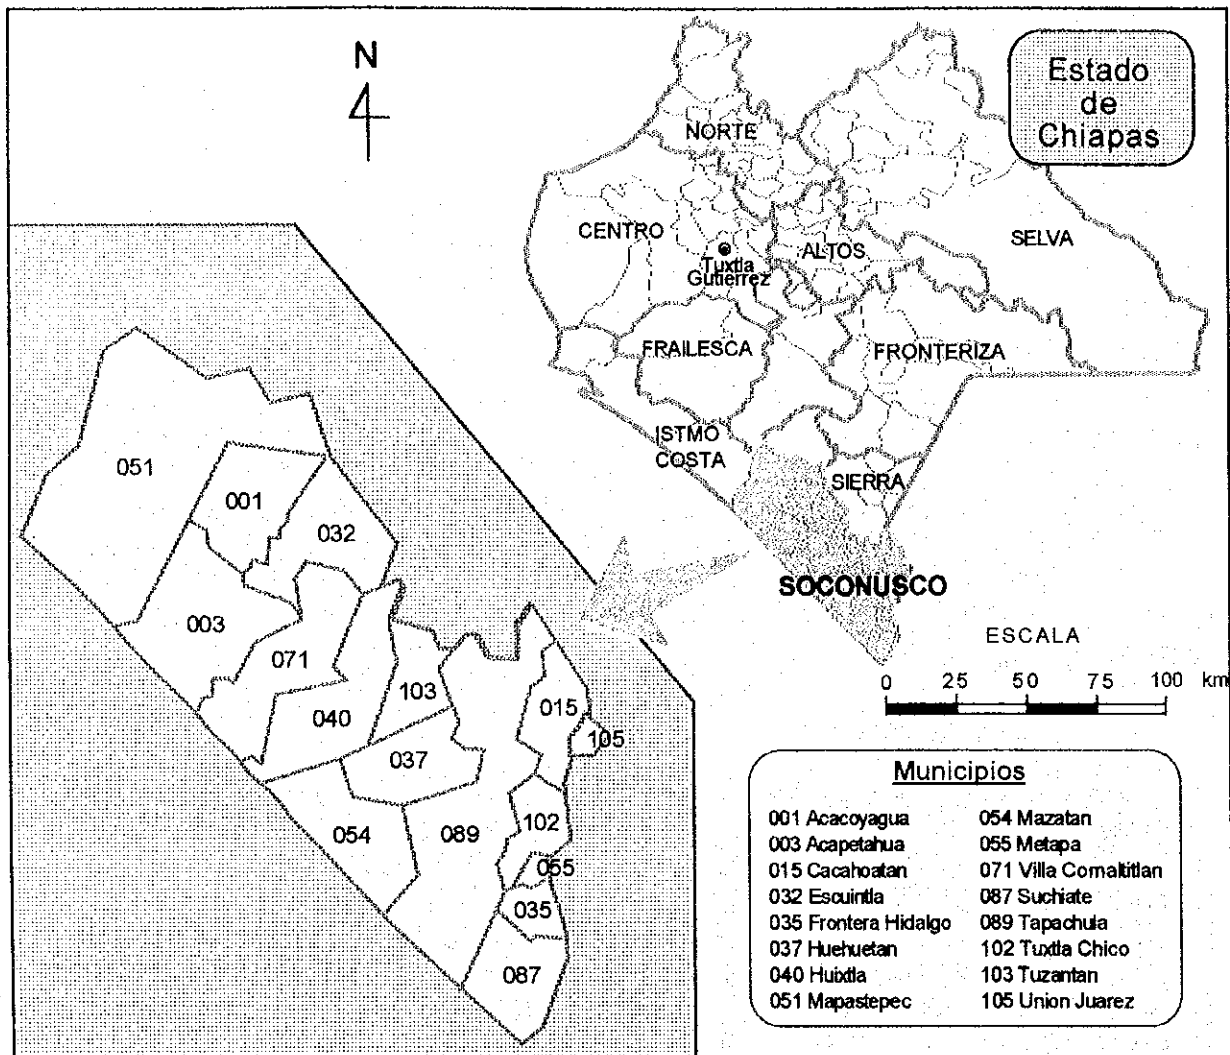 N
Estado
de
Chiapas
NORTE
CENTRO
Tuxtla
Gutierrez
ALTOS
SELVA
FRAILESCA
FRONTERIZA
ISTMO
COSTA
SIERRA
SOCONUSCO
051
001
032
003
071
103
040
015
105
037
054
089
102
055
035
087
ESCALA
0 25 50 75 100 km
Municipios
001 Acacoyagua
003 Acapetahua
015 Cacahoatan
032 Escuintla
035 Frontera Hidalgo
037 Huehuetan
040 Huixtla
051 Mapastepec
054 Mazatan
055 Metapa
071 Villa Comaltitlan
087 Suchiate
089 Tapachula
102 Tuxtla Chico
103 Tuzantan
105 Union Juarez